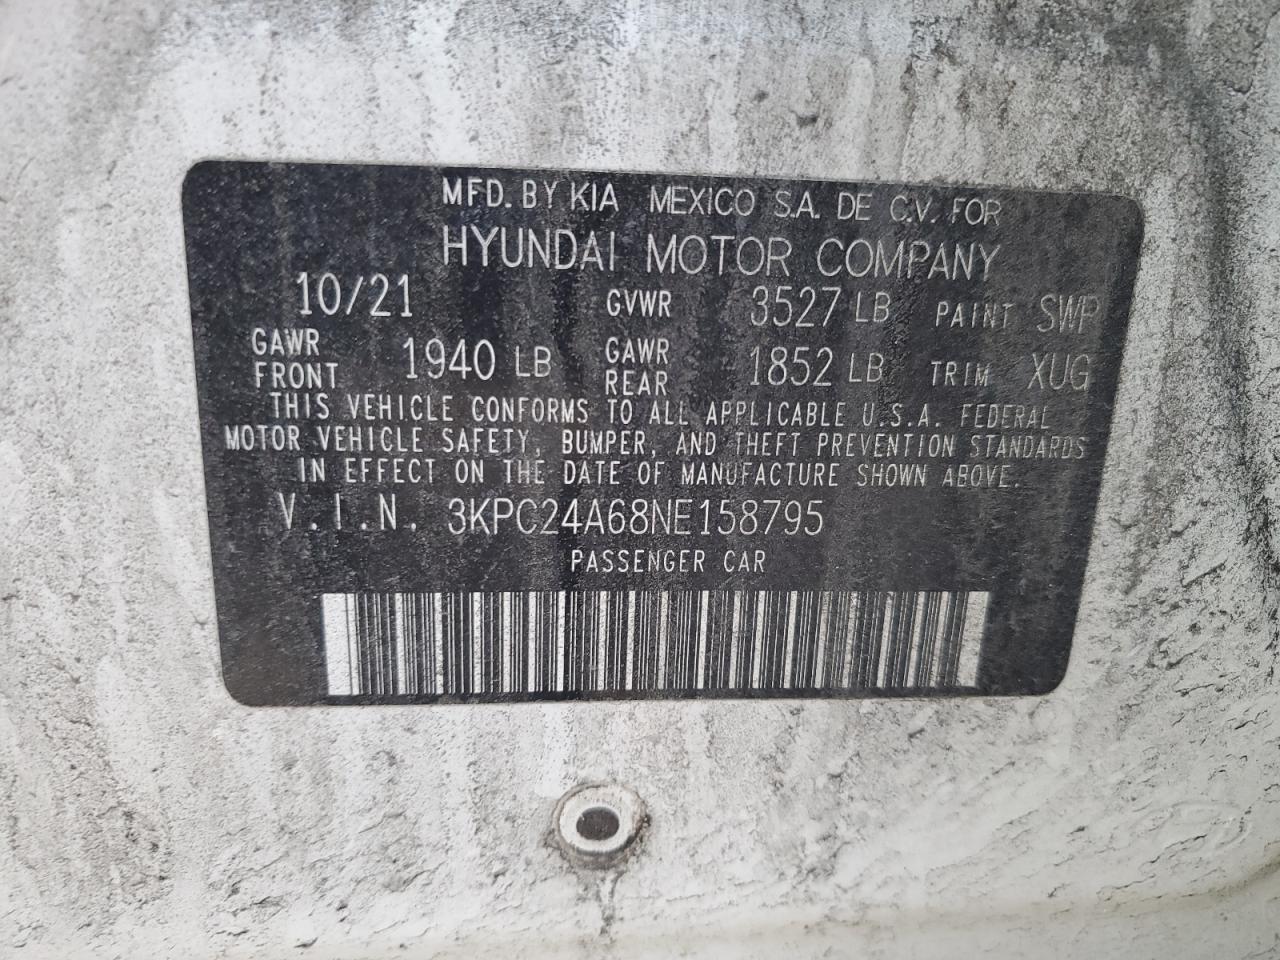 MFD. BY KIA MEXICO S.A. DE C.V. FOR
HYUNDAI MOTOR COMPANY
10/21 GVWR 3527 LB PAINT SWP
GAWR FRONT 1940 LB GAWR REAR 1852 LB TRIM XUG
THIS VEHICLE CONFORMS TO ALL APPLICABLE U.S.A. FEDERAL
MOTOR VEHICLE SAFETY, BUMPER, AND THEFT PREVENTION STANDARDS
IN EFFECT ON THE DATE OF MANUFACTURE SHOWN ABOVE.
V.I.N. 3KPC24A68NE158795
PASSENGER CAR